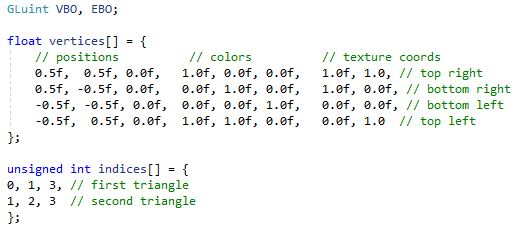 GLuint VBO, EBO;

float vertices[] = {
    // positions          // colors          // texture coords
    0.5f,  0.5f, 0.0f,  1.0f, 0.0f, 0.0f,   1.0f, 1.0, // top right
    0.5f, -0.5f, 0.0f,  0.0f, 1.0f, 0.0f,   1.0f, 0.0f, // bottom right
    -0.5f, -0.5f, 0.0f,  0.0f, 0.0f, 1.0f,   0.0f, 0.0f, // bottom left
    -0.5f,  0.5f, 0.0f,  1.0f, 1.0f, 0.0f,   0.0f, 1.0  // top left
};

unsigned int indices[] = {
0, 1, 3, // first triangle
1, 2, 3  // second triangle
};